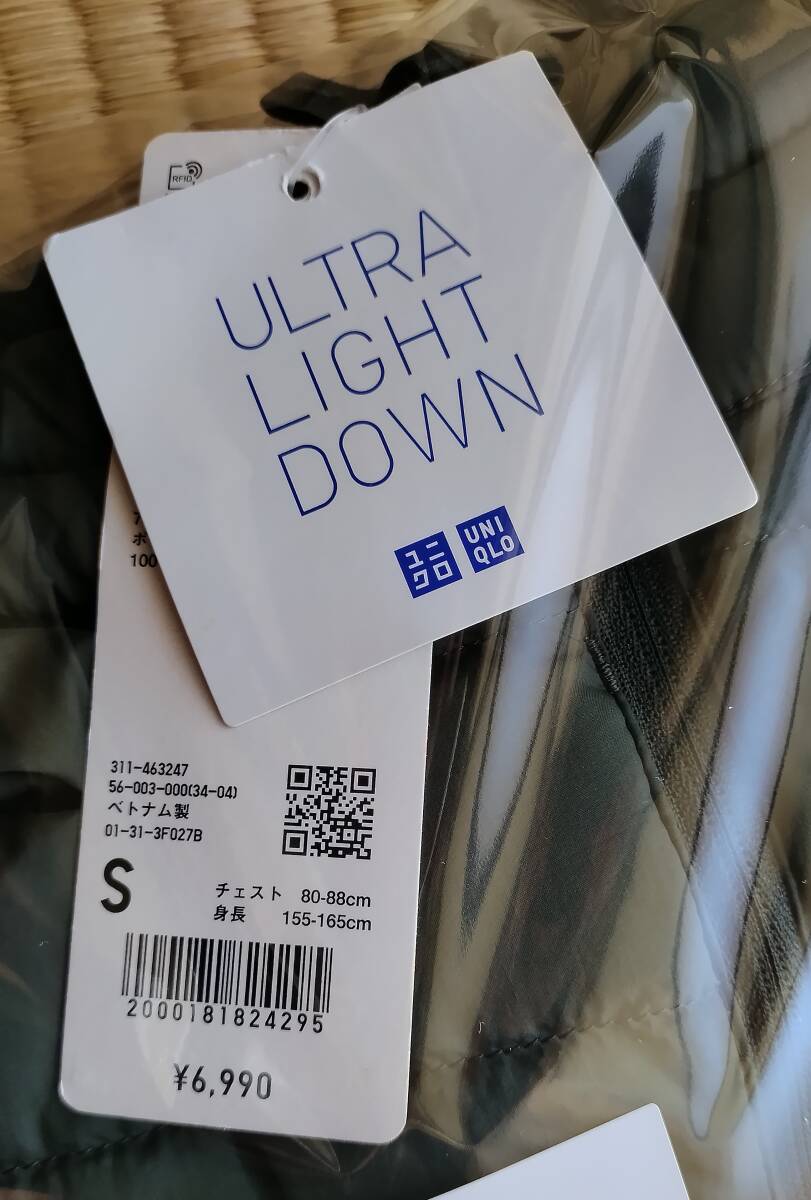 RFID
ULTRA
LIGHT
DOWN
ユニ
クロ
UNI
QLO
100
311-463247
56-003-000(34-04)
ベトナム製
01-31-3F027B
S
チェスト 80-88cm
身長 155-165cm
2000181824295
¥6,990